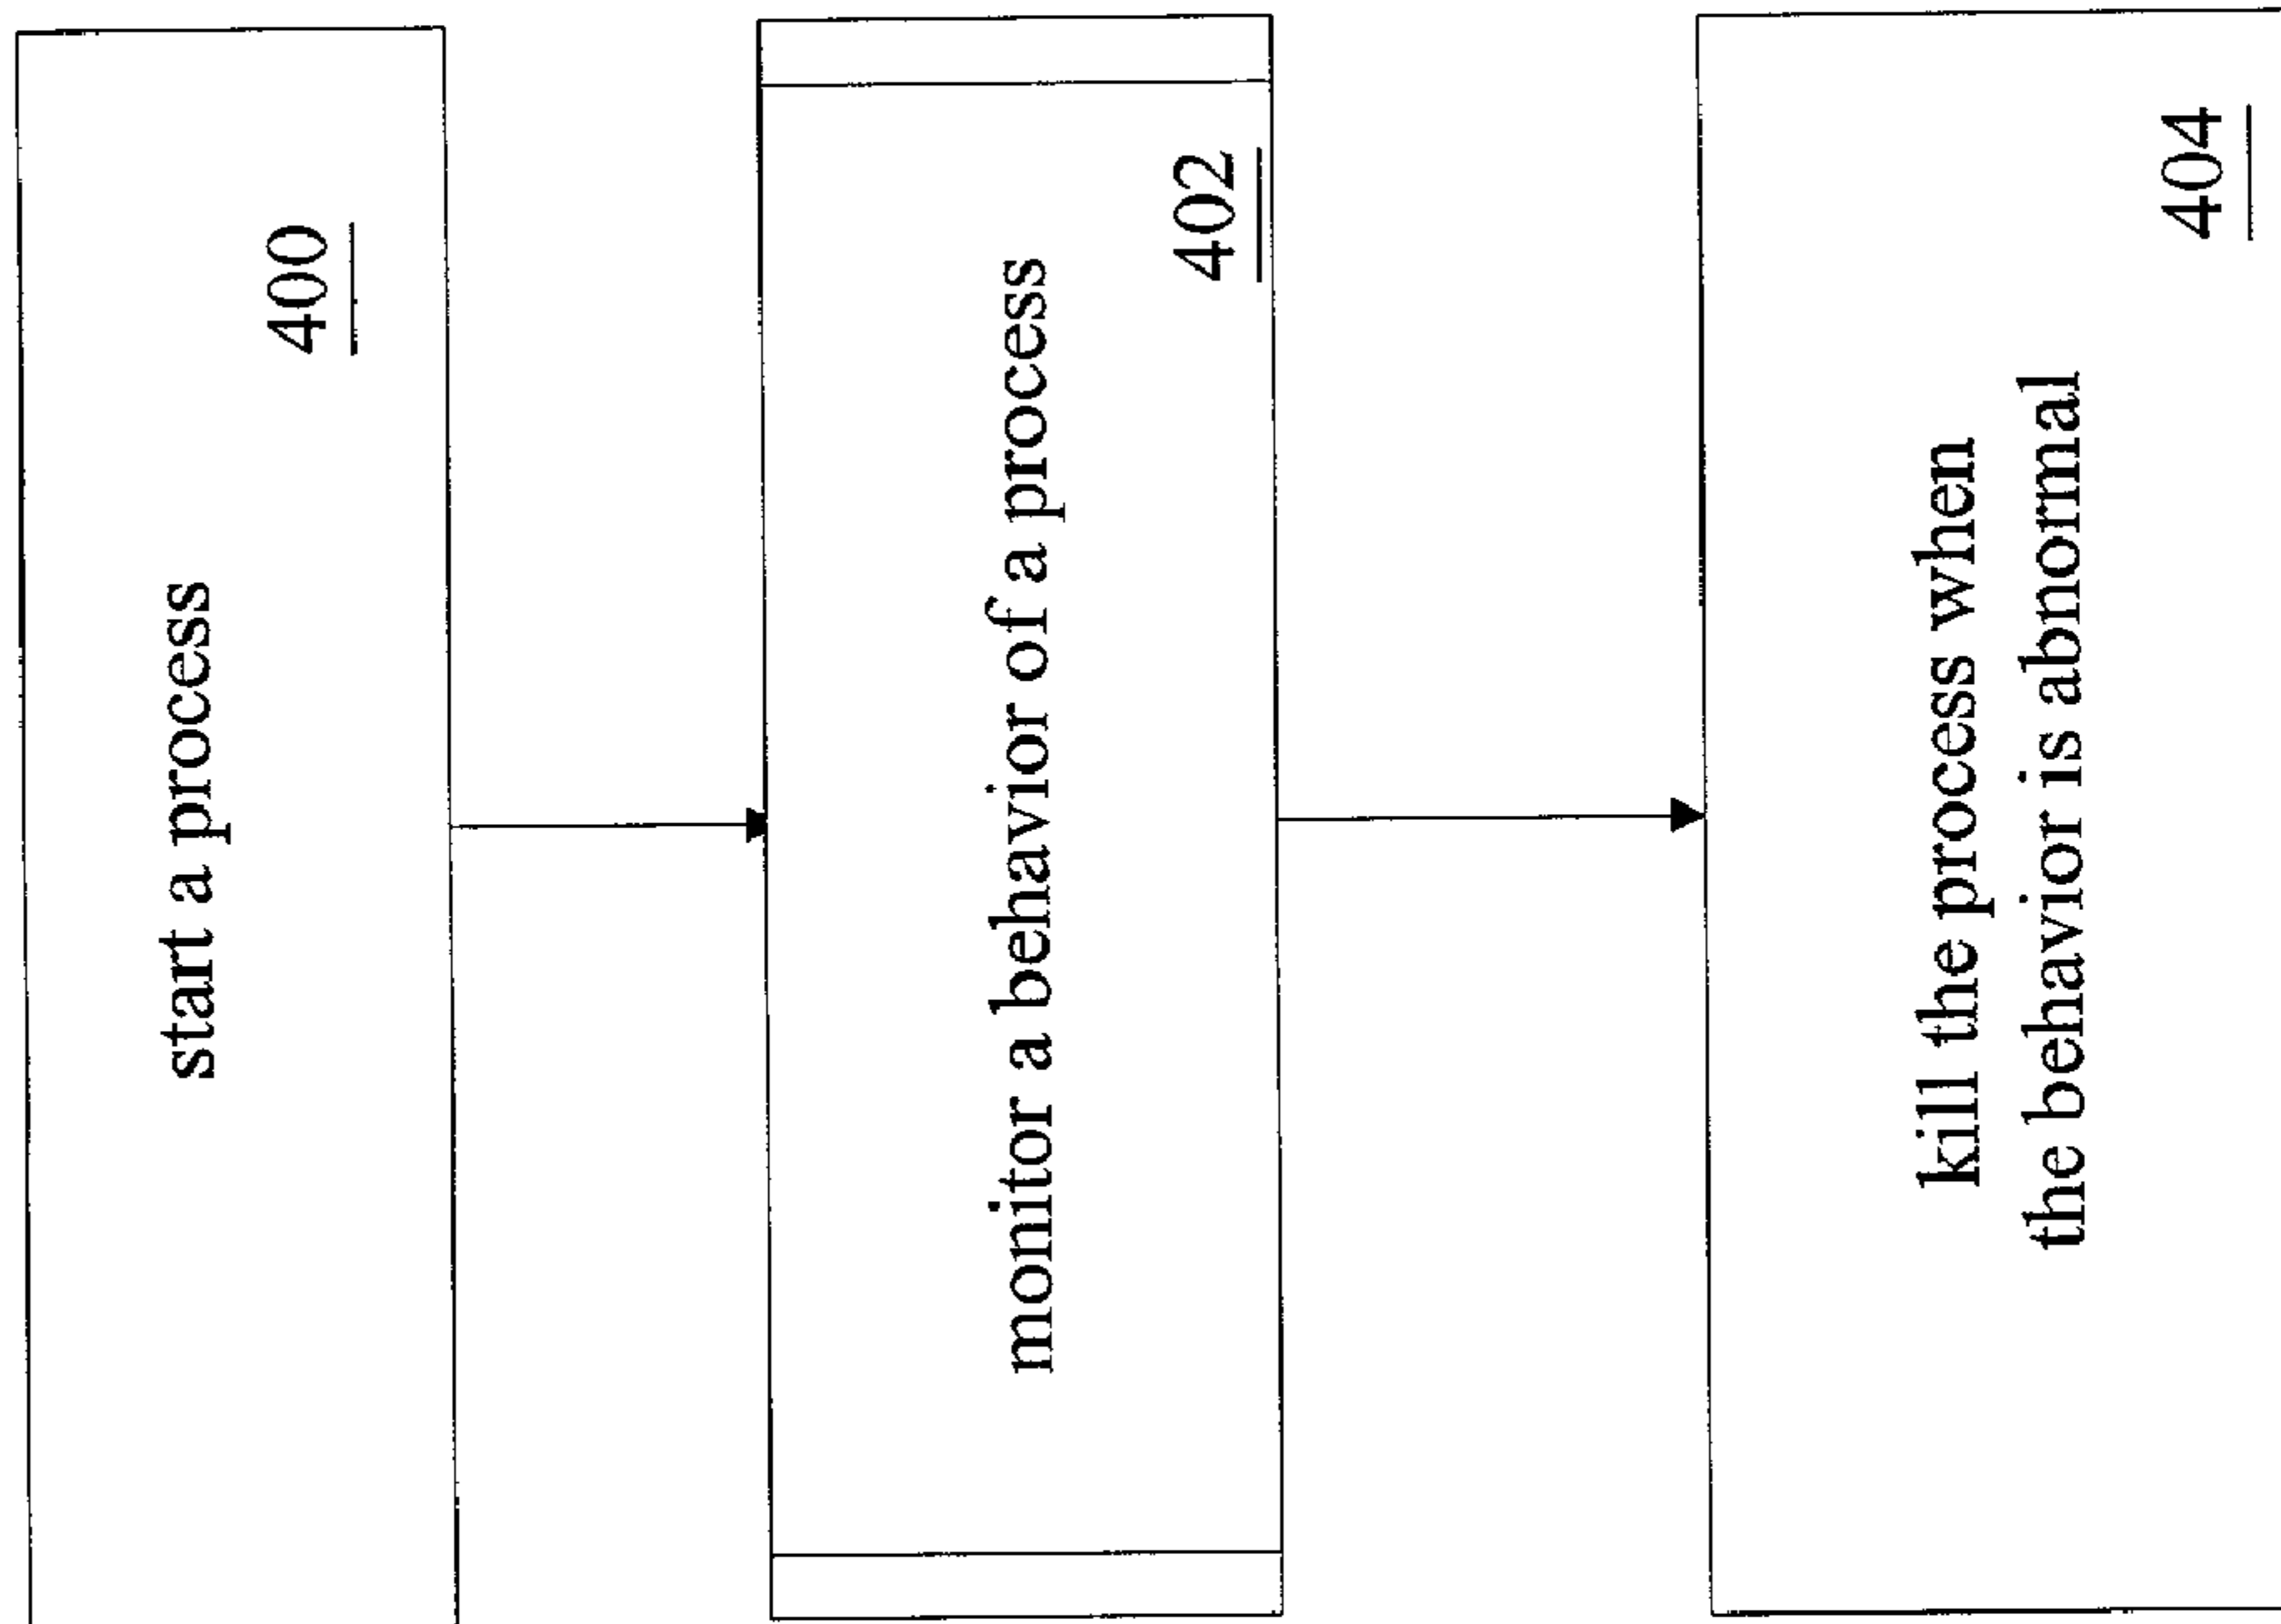 start a process
400
monitor a behavior of a process
402
kill the process when
the behavior is abnormal
404